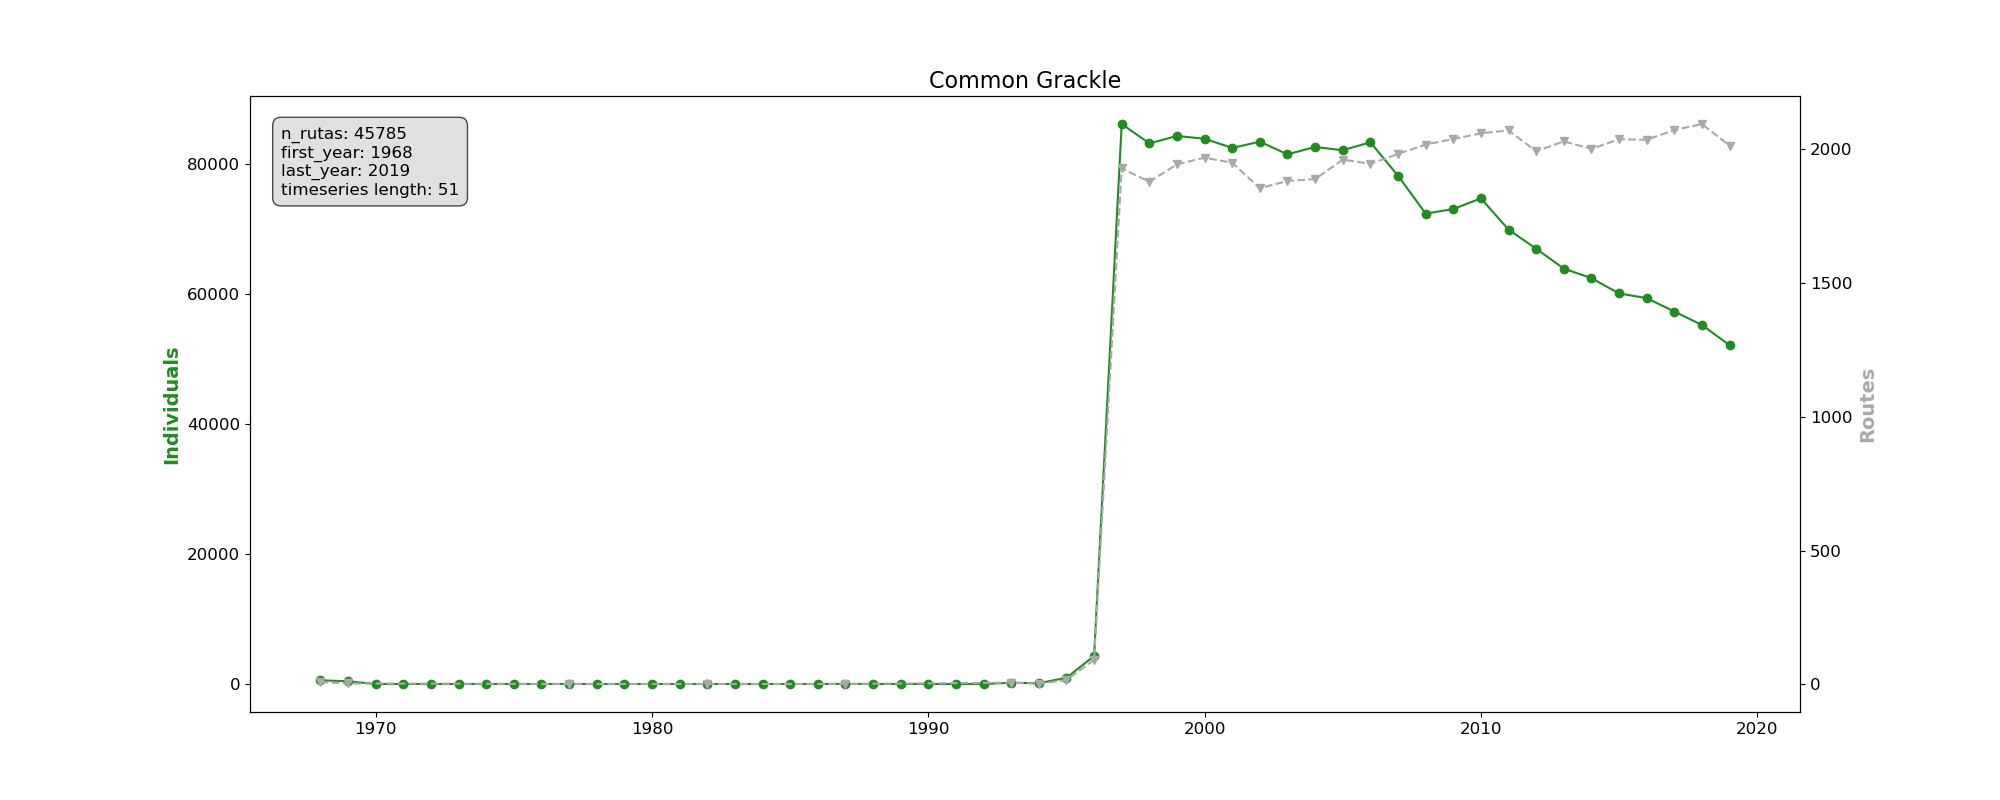 Common Grackle
n_rutas: 45785
first_year: 1968
last_year: 2019
timeseries length: 51
80000
60000
40000
20000
0
Individuals
2000
1500
1000
500
0
Routes
1970
1980
1990
2000
2010
2020